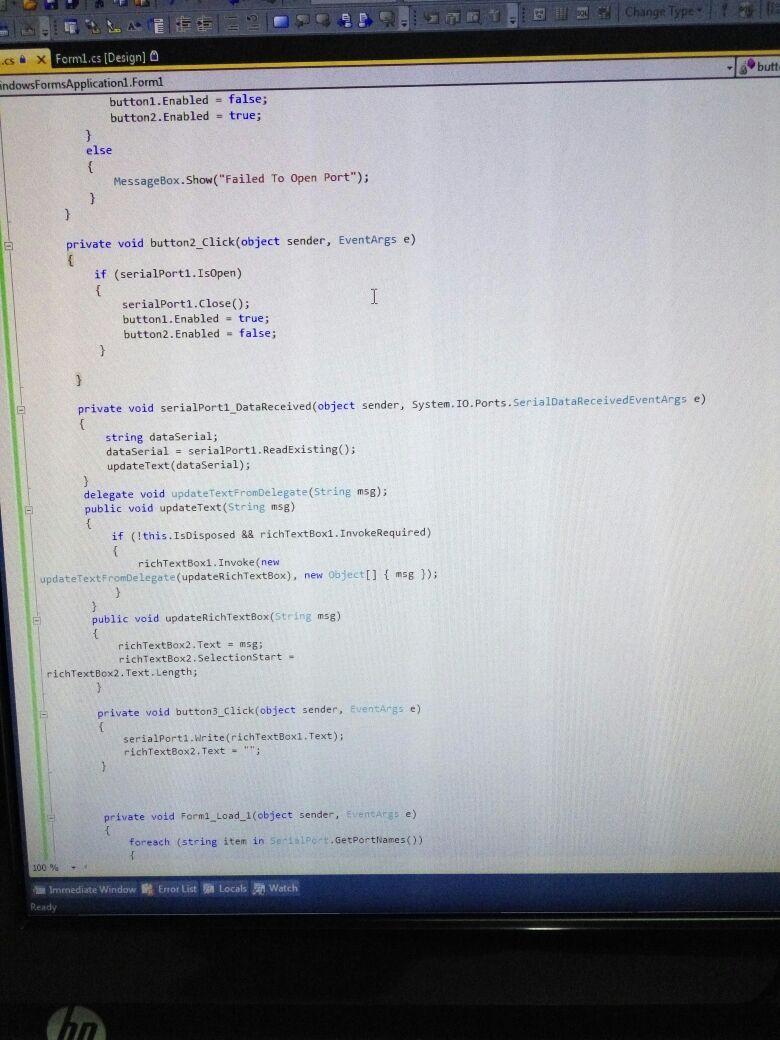 Change Type
.cs X Form1.cs [Design]
indowsFormsApplication1.Form1
butt
button1.Enabled = false;
button2.Enabled = true;
}
else
{
MessageBox.Show("Failed To Open Port");
}
}
private void button2_Click(object sender, EventArgs e)
{
if (serialPort1.IsOpen)
{
serialPort1.Close();
button1.Enabled = true;
button2.Enabled = false;
}
}
private void serialPort1_DataReceived(object sender, System.IO.Ports.SerialDataReceivedEventArgs e)
{
string dataSerial;
dataSerial = serialPort1.ReadExisting();
updateText(dataSerial);
}
delegate void updateTextFromDelegate(String msg);
public void updateText(String msg)
{
if (!this.IsDisposed && richTextBox1.InvokeRequired)
{
richTextBox1.Invoke(new
updateTextFromDelegate(updateRichTextBox), new Object[] { msg });
}
}
public void updateRichTextBox(String msg)
{
richTextBox2.Text = msg;
richTextBox2.SelectionStart =
richTextBox2.Text.Length;
}
private void button3_Click(object sender, EventArgs e)
{
serialPort1.Write(richTextBox1.Text);
richTextBox2.Text = "";
}
private void Form1_Load_1(object sender, EventArgs e)
{
foreach (string item in SerialPort.GetPortNames())
{
100 %
Immediate Window Error List Locals Watch
Ready
hp